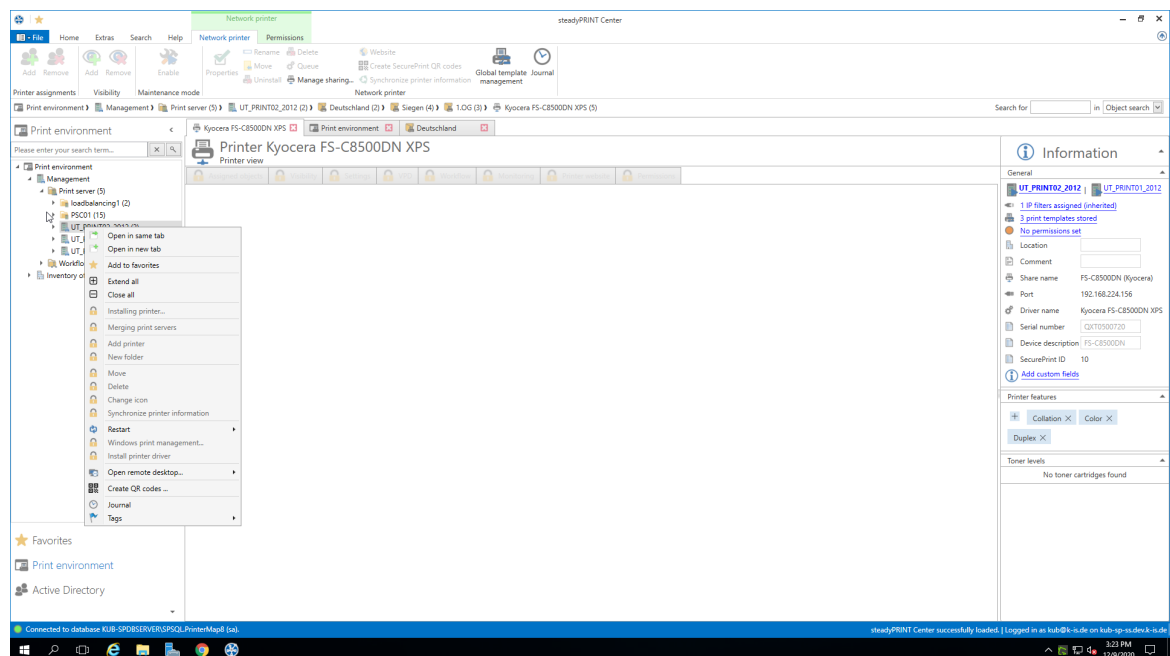 Network printer
steadyPRINT Center
File Home Extras Search Help Network printer Permissions
Add Remove Add Remove Enable Properties Rename Delete Website
Move Queue Create SecurePrint QR codes
Uninstall Manage sharing... Synchronize printer information Global template management Journal
Printer assignments Visibility Maintenance mode Network printer
Print environment Management Print server (5) UT_PRINT02_2012 (2) Deutschland (2) Siegen (4) 1.OG (3) Kyocera FS-C8500DN XPS (5) Search for in Object search
Print environment
Please enter your search term...
Print environment
Management
Print server (5)
loadbalancing1 (2)
PSC01 (15)
UT_PRINT02_2012 (2)
Workflo
Inventory o
Open in same tab
Open in new tab
Add to favorites
Extend all
Close all
Installing printer...
Merging print servers
Add printer
New folder
Move
Delete
Change icon
Synchronize printer information
Restart
Windows print management...
Install printer driver
Open remote desktop...
Create QR codes ...
Journal
Tags
Favorites
Print environment
Active Directory
Kyocera FS-C8500DN XPS Print environment Deutschland
Printer Kyocera FS-C8500DN XPS
Printer view
Information
General
UT_PRINT02_2012 | UT_PRINT01_2012
1 IP filters assigned (inherited)
3 print templates stored
No permissions set
Location
Comment
Share name FS-C8500DN (Kyocera)
Port 192.168.224.156
Driver name Kyocera FS-C8500DN XPS
Serial number QXT0500720
Device description FS-C8500DN
SecurePrint ID 10
Add custom fields
Printer features
Collation Color
Duplex
Toner levels
No toner cartridges found
Connected to database KUB-SPDBSERVER\SPSQL.PrinterMap8 (sa). steadyPRINT Center successfully loaded. | Logged in as kub@k-is.de on kub-sp-ss.dev.k-is.de
3:23 PM
12/9/2020